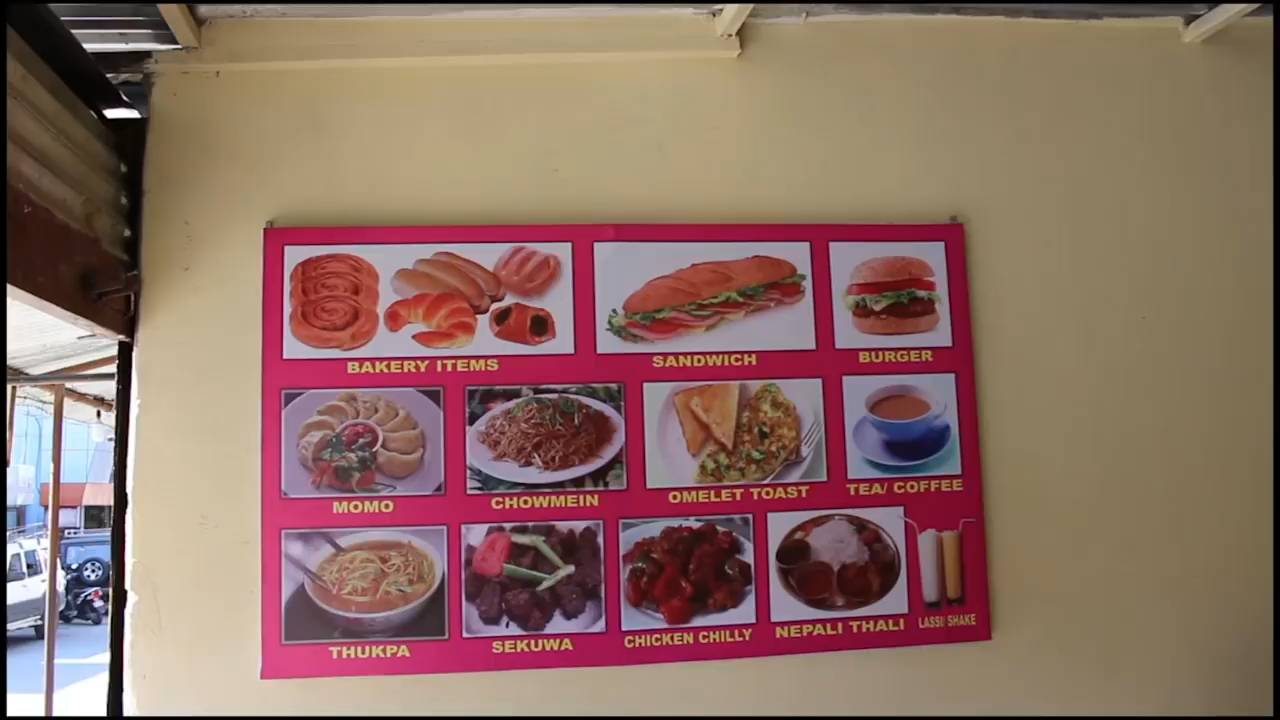 BAKERY ITEMS
SANDWICH
BURGER
MOMO
CHOWMEIN
OMELET TOAST
TEA/ COFFEE
THUKPA
SEKUWA
CHICKEN CHILLY
NEPALI THALI
LASSI/ SHAKE